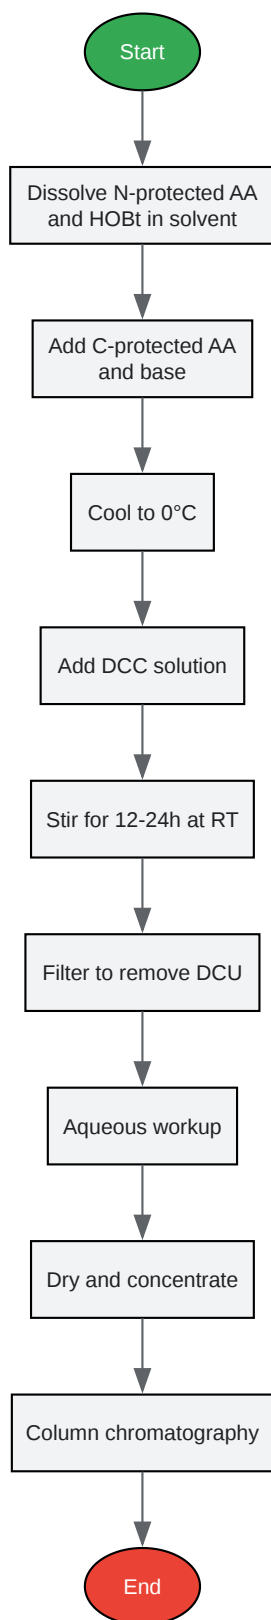 Start
Dissolve N-protected AA
and HOBt in solvent
Add C-protected AA
and base
Cool to 0°C
Add DCC solution
Stir for 12-24h at RT
Filter to remove DCU
Aqueous workup
Dry and concentrate
Column chromatography
End